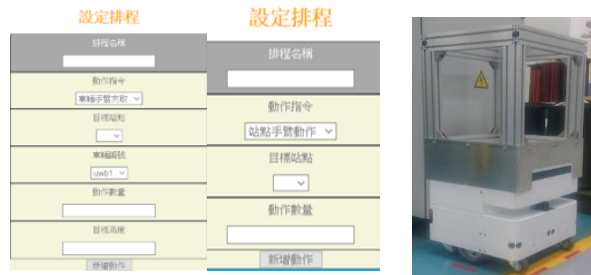 設定排程
排程名稱
動作指令
車輛手臂夾取
目標站點
車輛編號
uwb1
動作數量
目標高度
新增動作
設定排程
排程名稱
動作指令
站點手臂動作
目標站點
動作數量
新增動作